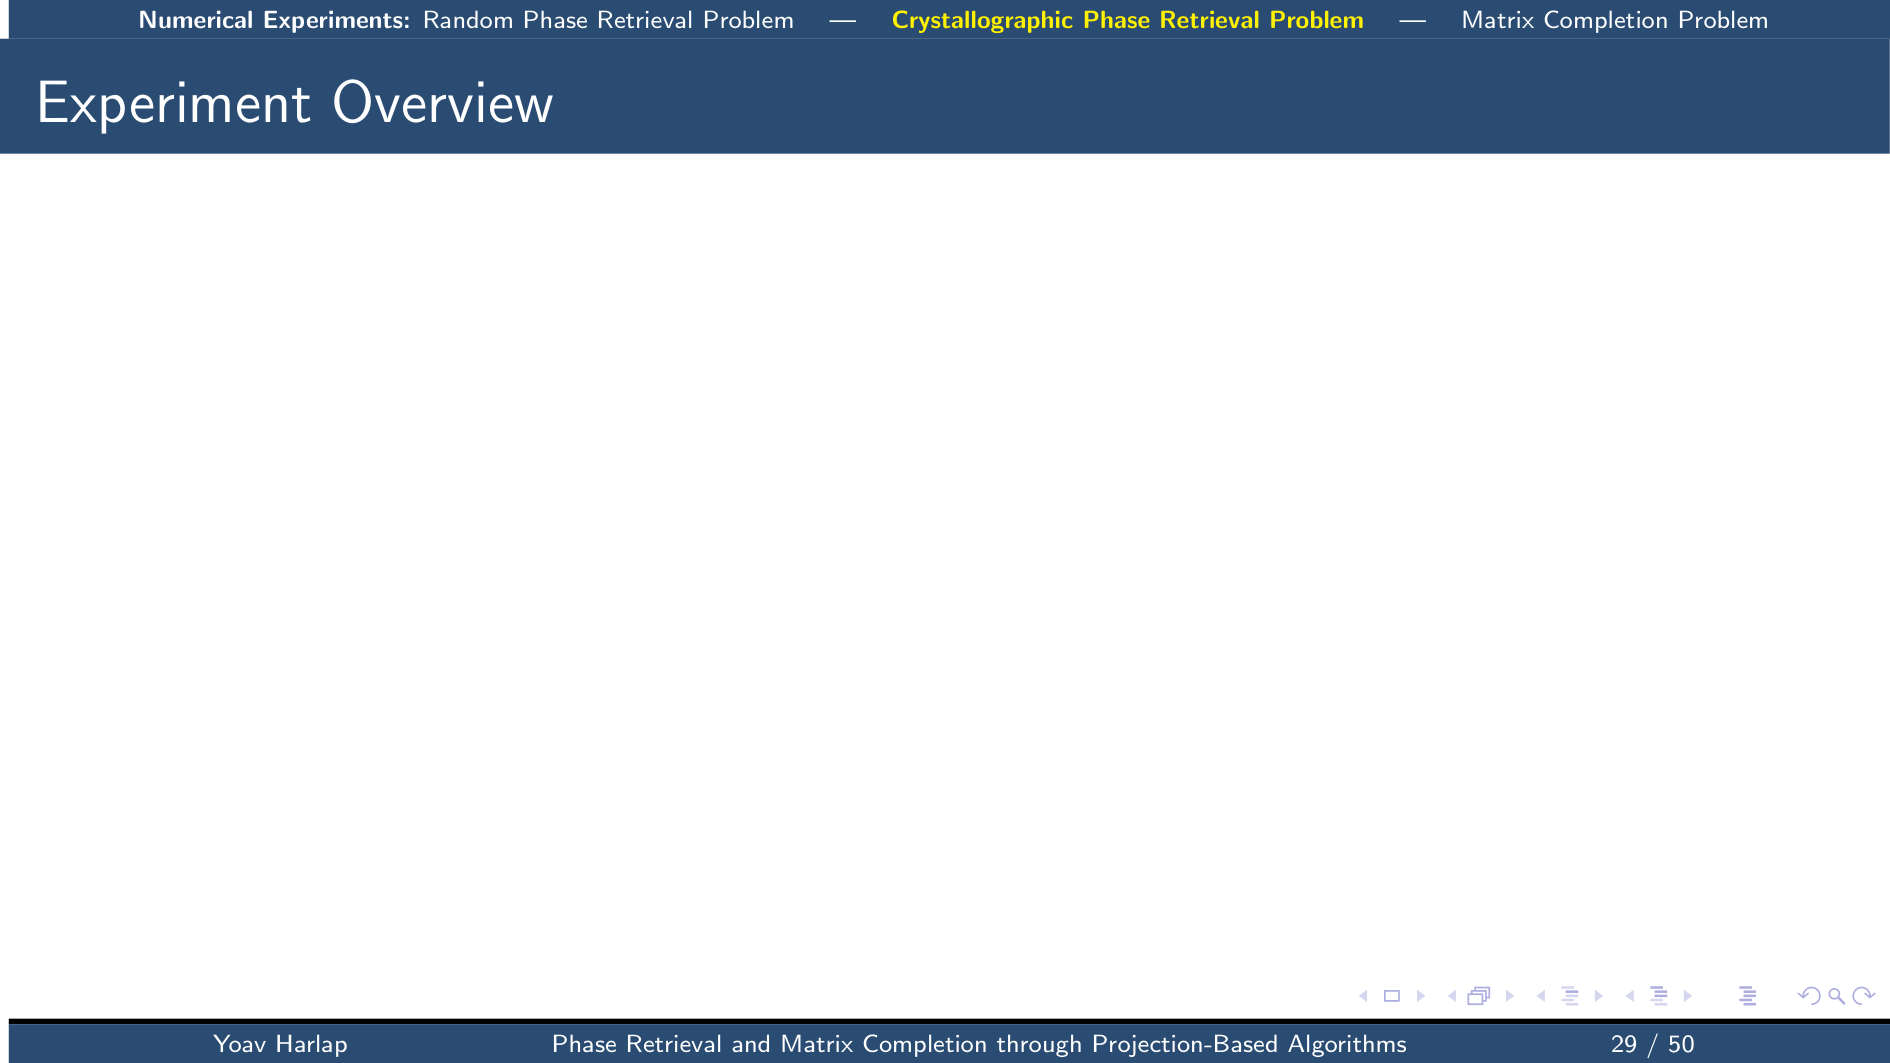 Numerical Experiments: Random Phase Retrieval Problem — Crystallographic Phase Retrieval Problem — Matrix Completion Problem
Experiment Overview
Yoav Harlap Phase Retrieval and Matrix Completion through Projection-Based Algorithms 29 / 50